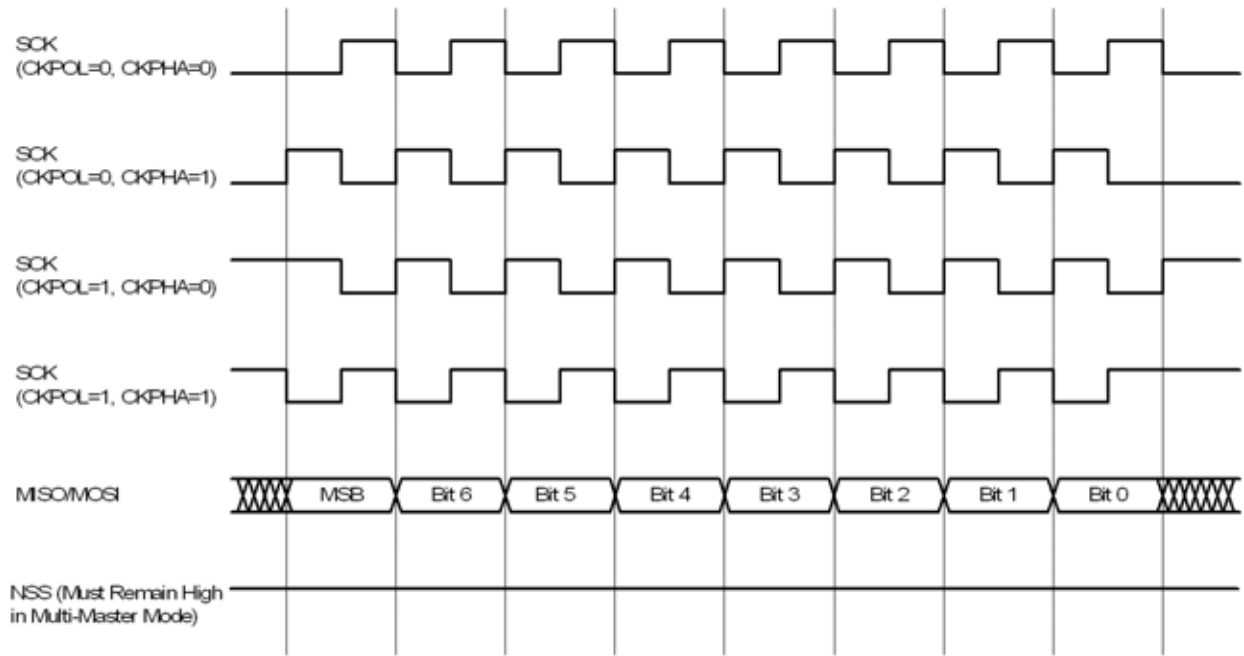 SCK
(CKPOL=0, CKPHA=0)
SCK
(CKPOL=0, CKPHA=1)
SCK
(CKPOL=1, CKPHA=0)
SCK
(CKPOL=1, CKPHA=1)
MISO/MOSI
MSB Bit 6 Bit 5 Bit 4 Bit 3 Bit 2 Bit 1 Bit 0
NSS (Must Remain High
in Multi-Master Mode)